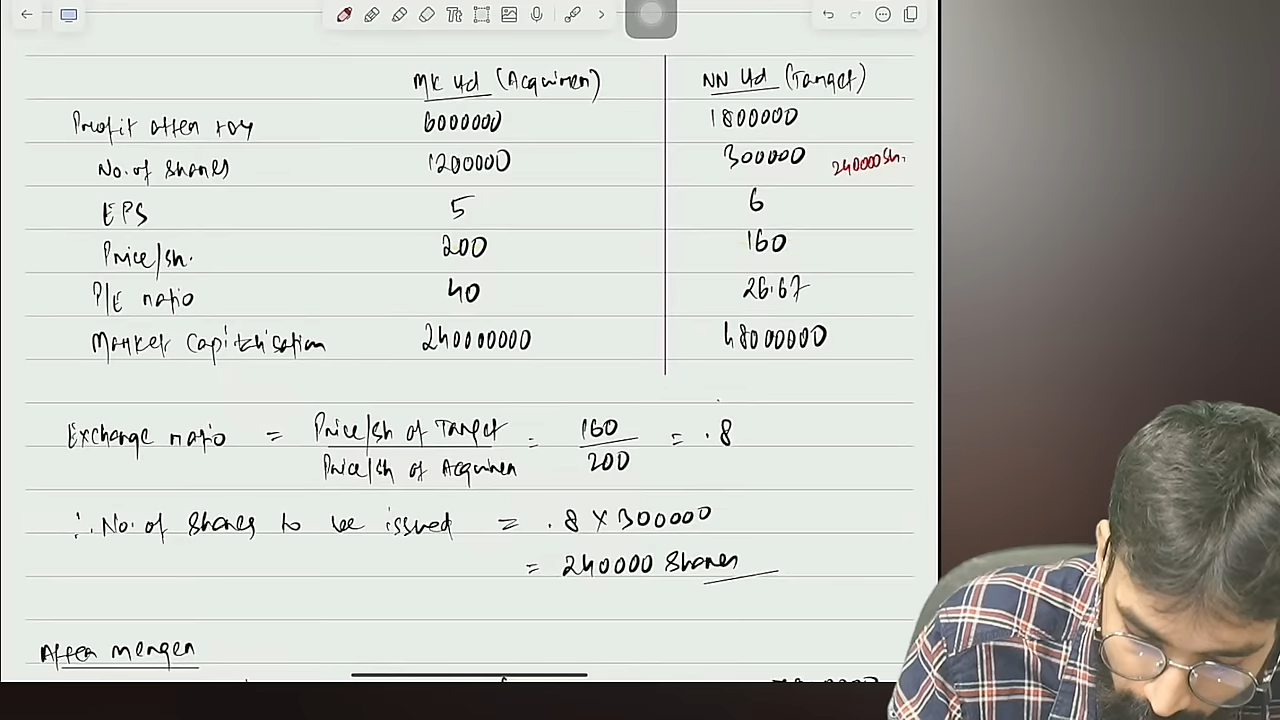 MK Ltd (Acquirer) NN Ltd (Target)
Profit after tax 6000000 1800000
No. of shares 1200000 300000 240000 sh.
EPS 5 6
Price/sh. 200 160
P/E ratio 40 26.67
Market Capitalisation 240000000 48000000
Exchange ratio = Price/sh of Target / Price/sh of Acquirer = 160 / 200 = .8
∴ No. of shares to be issued = .8 × 300000
= 240000 Shares
After merger